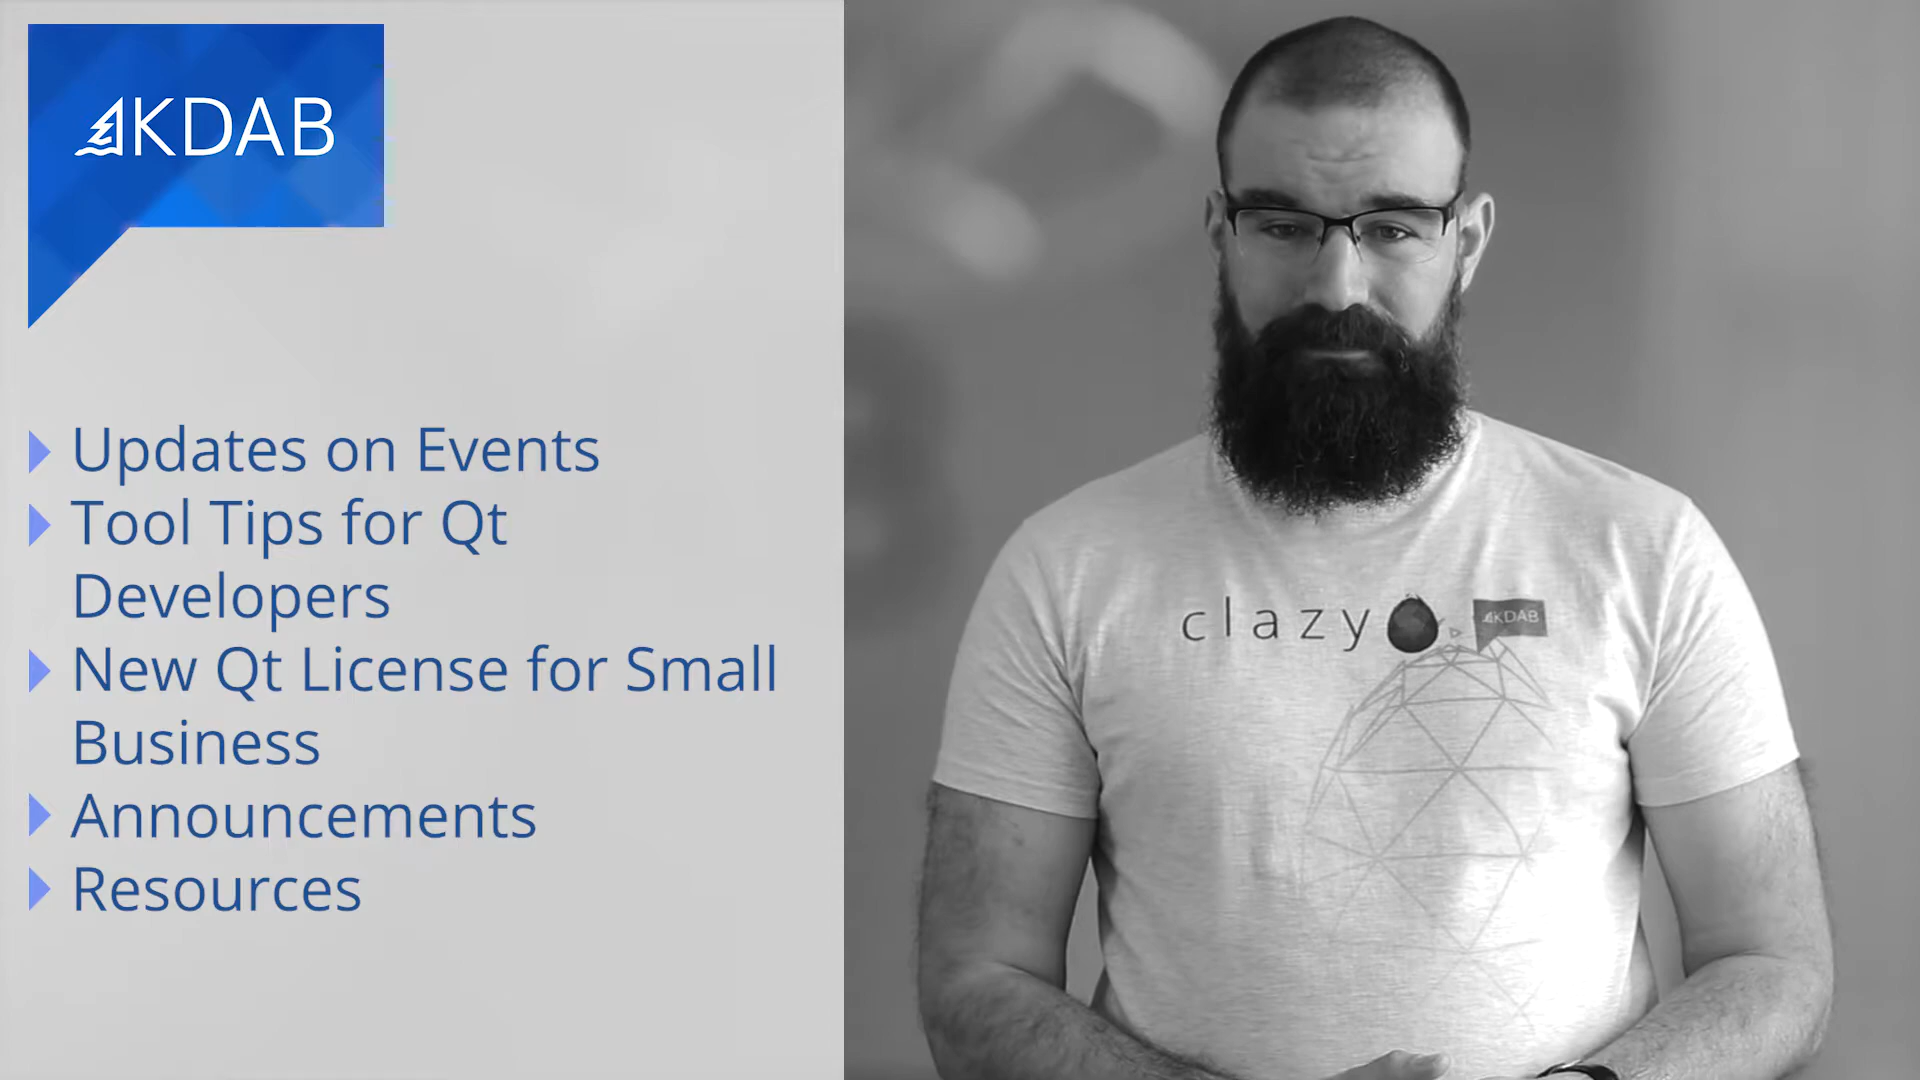 KDAB
Updates on Events
Tool Tips for Qt
Developers
New Qt License for Small
Business
Announcements
Resources
clazy
KDAB